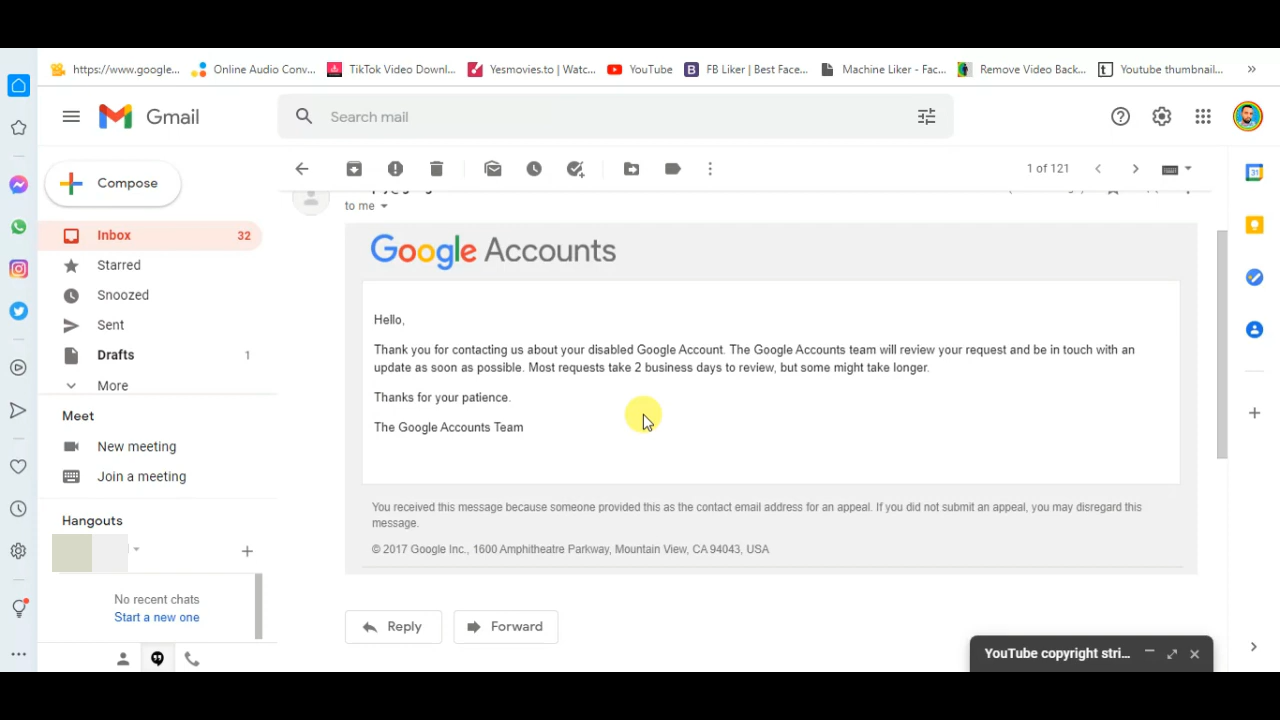 https://www.google...
Online Audio Conv...
TikTok Video Downl...
Yesmovies.to | Watc...
YouTube
B
FB Liker | Best Face...
Machine Liker - Fac...
Remove Video Back...
t
Youtube thumbnail...
»
Gmail
Search mail
Compose
1 of 121
to me
Inbox 32
Starred
Snoozed
Sent
Drafts 1
More
Meet
New meeting
Join a meeting
Hangouts
No recent chats
Start a new one
31
Google Accounts
Hello,
Thank you for contacting us about your disabled Google Account. The Google Accounts team will review your request and be in touch with an
update as soon as possible. Most requests take 2 business days to review, but some might take longer.
Thanks for your patience.
The Google Accounts Team
You received this message because someone provided this as the contact email address for an appeal. If you did not submit an appeal, you may disregard this
message.
© 2017 Google Inc., 1600 Amphitheatre Parkway, Mountain View, CA 94043, USA
Reply
Forward
YouTube copyright stri...